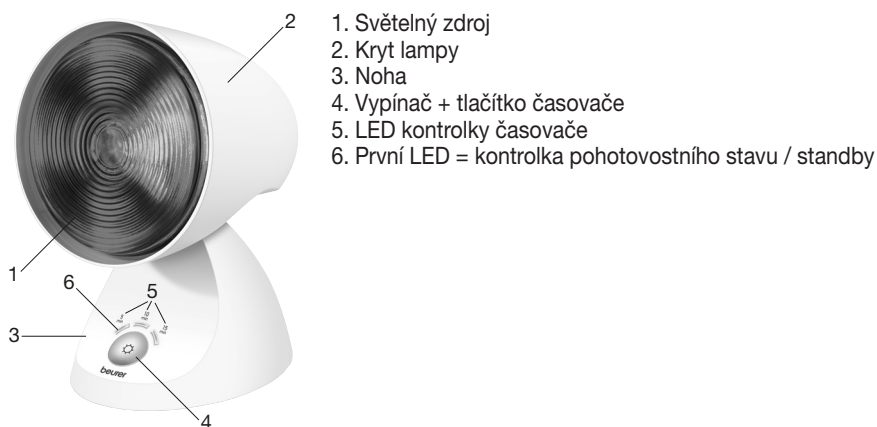 2
1. Světelný zdroj
2. Kryt lampy
3. Noha
4. Vypínač + tlačítko časovače
5. LED kontrolky časovače
6. První LED = kontrolka pohotovostního stavu / standby
1
6
5
3
beurer
4